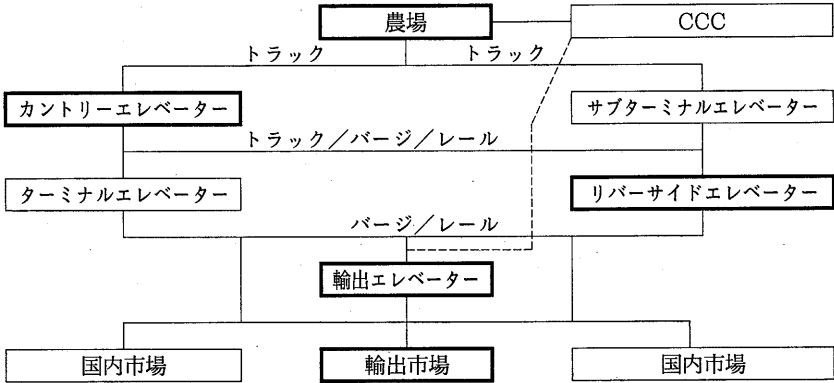 農場
CCC
トラック
トラック
カントリーエレベーター
サブターミナルエレベーター
トラック/バージ/レール
ターミナルエレベーター
リバーサイドエレベーター
バージ/レール
輸出エレベーター
国内市場
輸出市場
国内市場